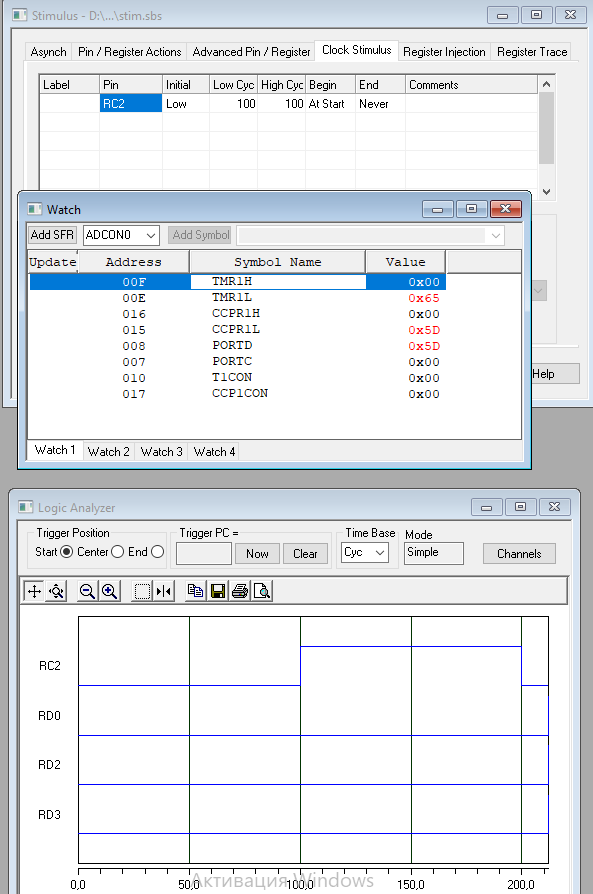 Stimulus - D:\...\stim.sbs
Asynch Pin / Register Actions Advanced Pin / Register Clock Stimulus Register Injection Register Trace
Label Pin Initial Low Cyc High Cyc Begin End Comments
RC2 Low 100 100 At Start Never
Watch
Add SFR ADCON0 Add Symbol
Update Address Symbol Name Value
00F TMR1H 0x00
00E TMR1L 0x65
016 CCPR1H 0x00
015 CCPR1L 0x5D
008 PORTD 0x5D
007 PORTC 0x00
010 T1CON 0x00
017 CCP1CON 0x00
Help
Watch 1 Watch 2 Watch 3 Watch 4
Logic Analyzer
Trigger Position Trigger PC = Time Base Mode
Start Center End Now Clear Cyc Simple Channels
RC2
RD0
RD2
RD3
0,0 50,0 100,0 150,0 200,0
Активация Windows